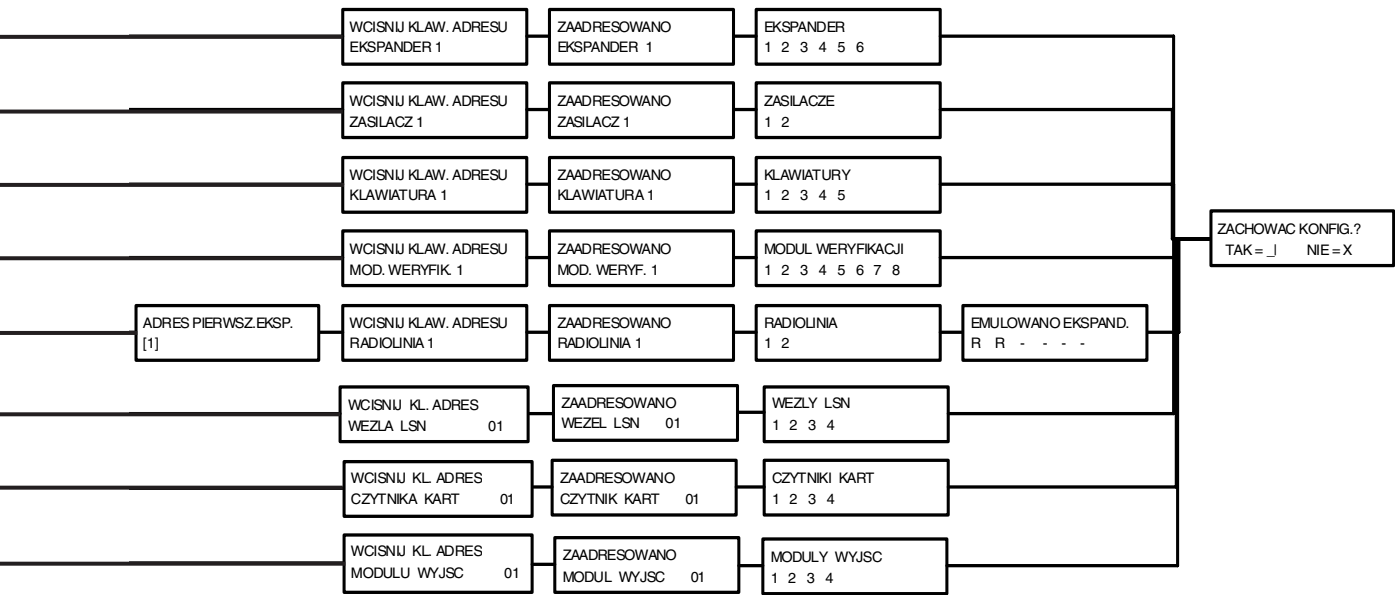 WCISNIJ KLAW. ADRESU
EKSPANDER 1
ZAADRESOWANO
EKSPANDER 1
EKSPANDER
1 2 3 4 5 6
WCISNIJ KLAW. ADRESU
ZASILACZ 1
ZAADRESOWANO
ZASILACZ 1
ZASILACZE
1 2
WCISNIJ KLAW. ADRESU
KLAWIATURA 1
ZAADRESOWANO
KLAWIATURA 1
KLAWIATURY
1 2 3 4 5
ZACHOWAC KONFIG.?
TAK = _| NIE = X
WCISNIJ KLAW. ADRESU
MOD. WERYFIK. 1
ZAADRESOWANO
MOD. WERYF. 1
MODUL WERYFIKACJI
1 2 3 4 5 6 7 8
ADRES PIERWSZ.EKSP.
[1]
WCISNIJ KLAW. ADRESU
RADIOLINIA 1
ZAADRESOWANO
RADIOLINIA 1
RADIOLINIA
1 2
EMULOWANO EKSPAND.
R R - - - -
WCISNIJ KL. ADRES
WEZLA LSN 01
ZAADRESOWANO
WEZEL LSN 01
WEZLY LSN
1 2 3 4
WCISNIJ KL. ADRES
CZYTNIKA KART 01
ZAADRESOWANO
CZYTNIK KART 01
CZYTNIKI KART
1 2 3 4
WCISNIJ KL. ADRES
MODULU WYJSC 01
ZAADRESOWANO
MODUL WYJSC 01
MODULY WYJSC
1 2 3 4